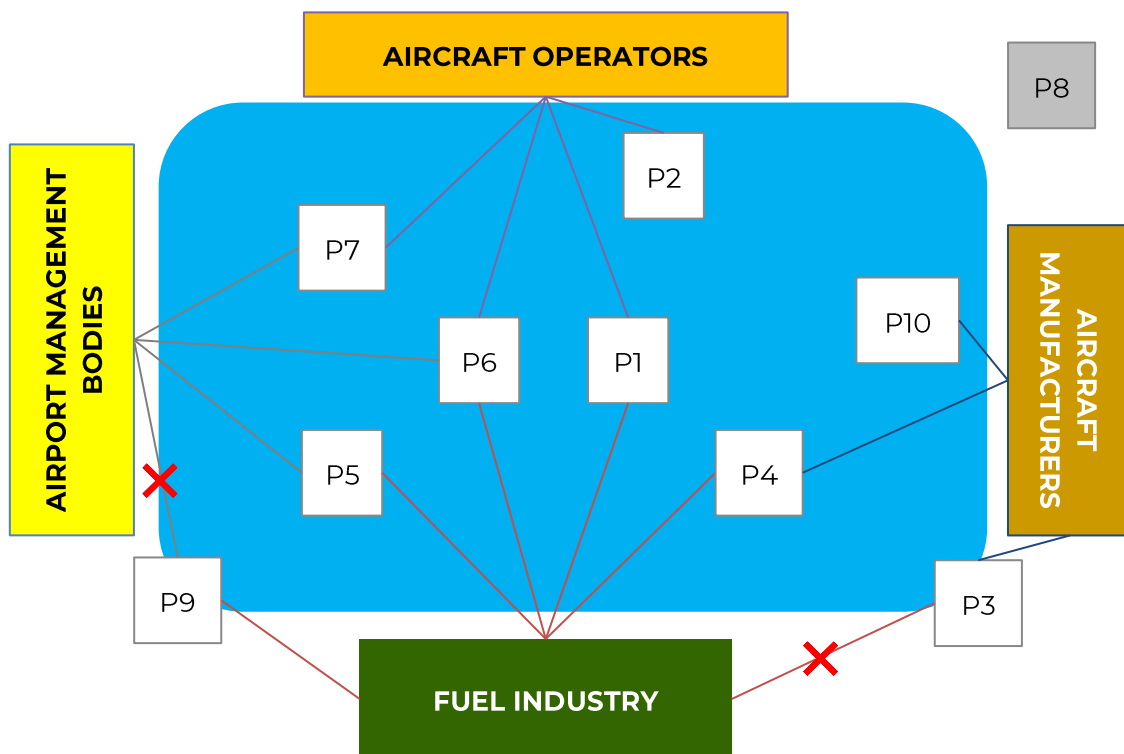 AIRCRAFT OPERATORS
P8
P2
AIRPORT MANAGEMENT
BODIES
P7
AIRCRAFT
MANUFACTURERS
P10
P6
P1
P5
P4
P9
P3
FUEL INDUSTRY